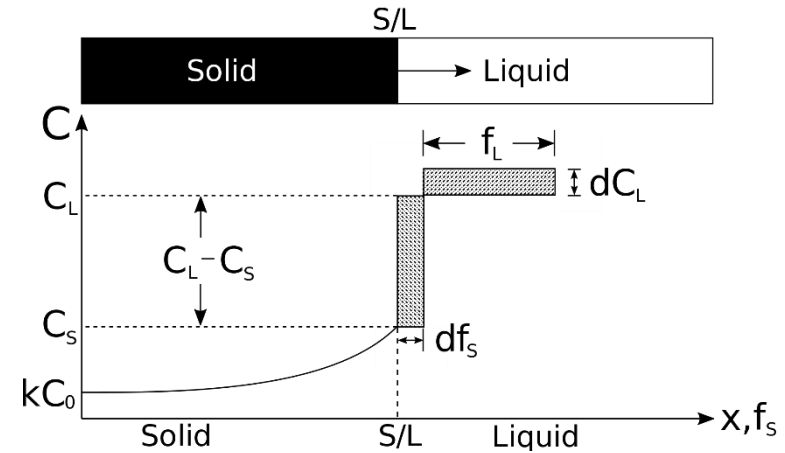 S/L
Solid
Liquid
C
f_L
C_L
dC_L
C_L–C_S
C_S
df_S
kC_0
x,f_S
Solid
S/L
Liquid